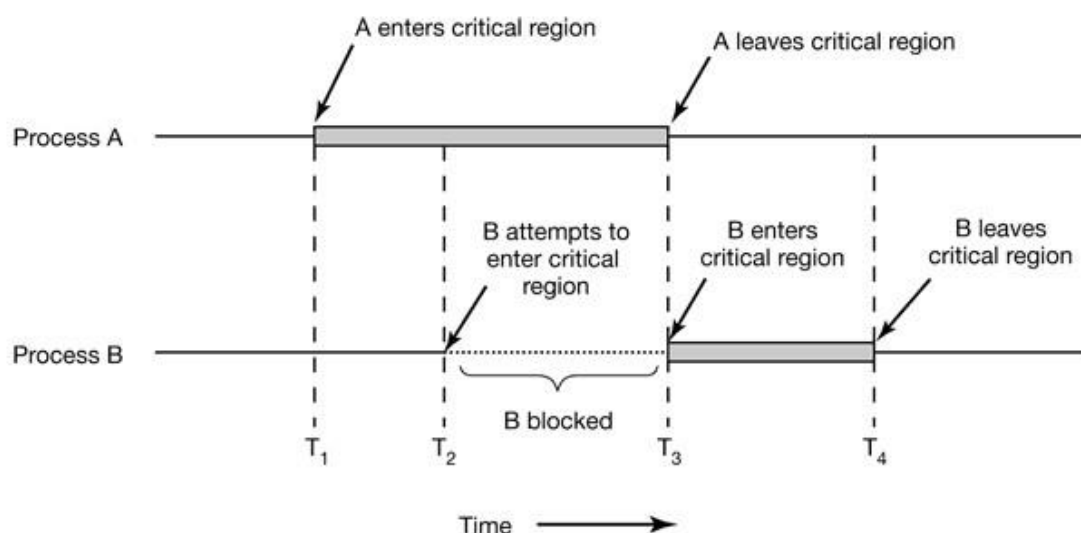 A enters critical region
A leaves critical region
Process A
B attempts to
enter critical
region
B enters
critical region
B leaves
critical region
Process B
B blocked
T1
T2
T3
T4
Time